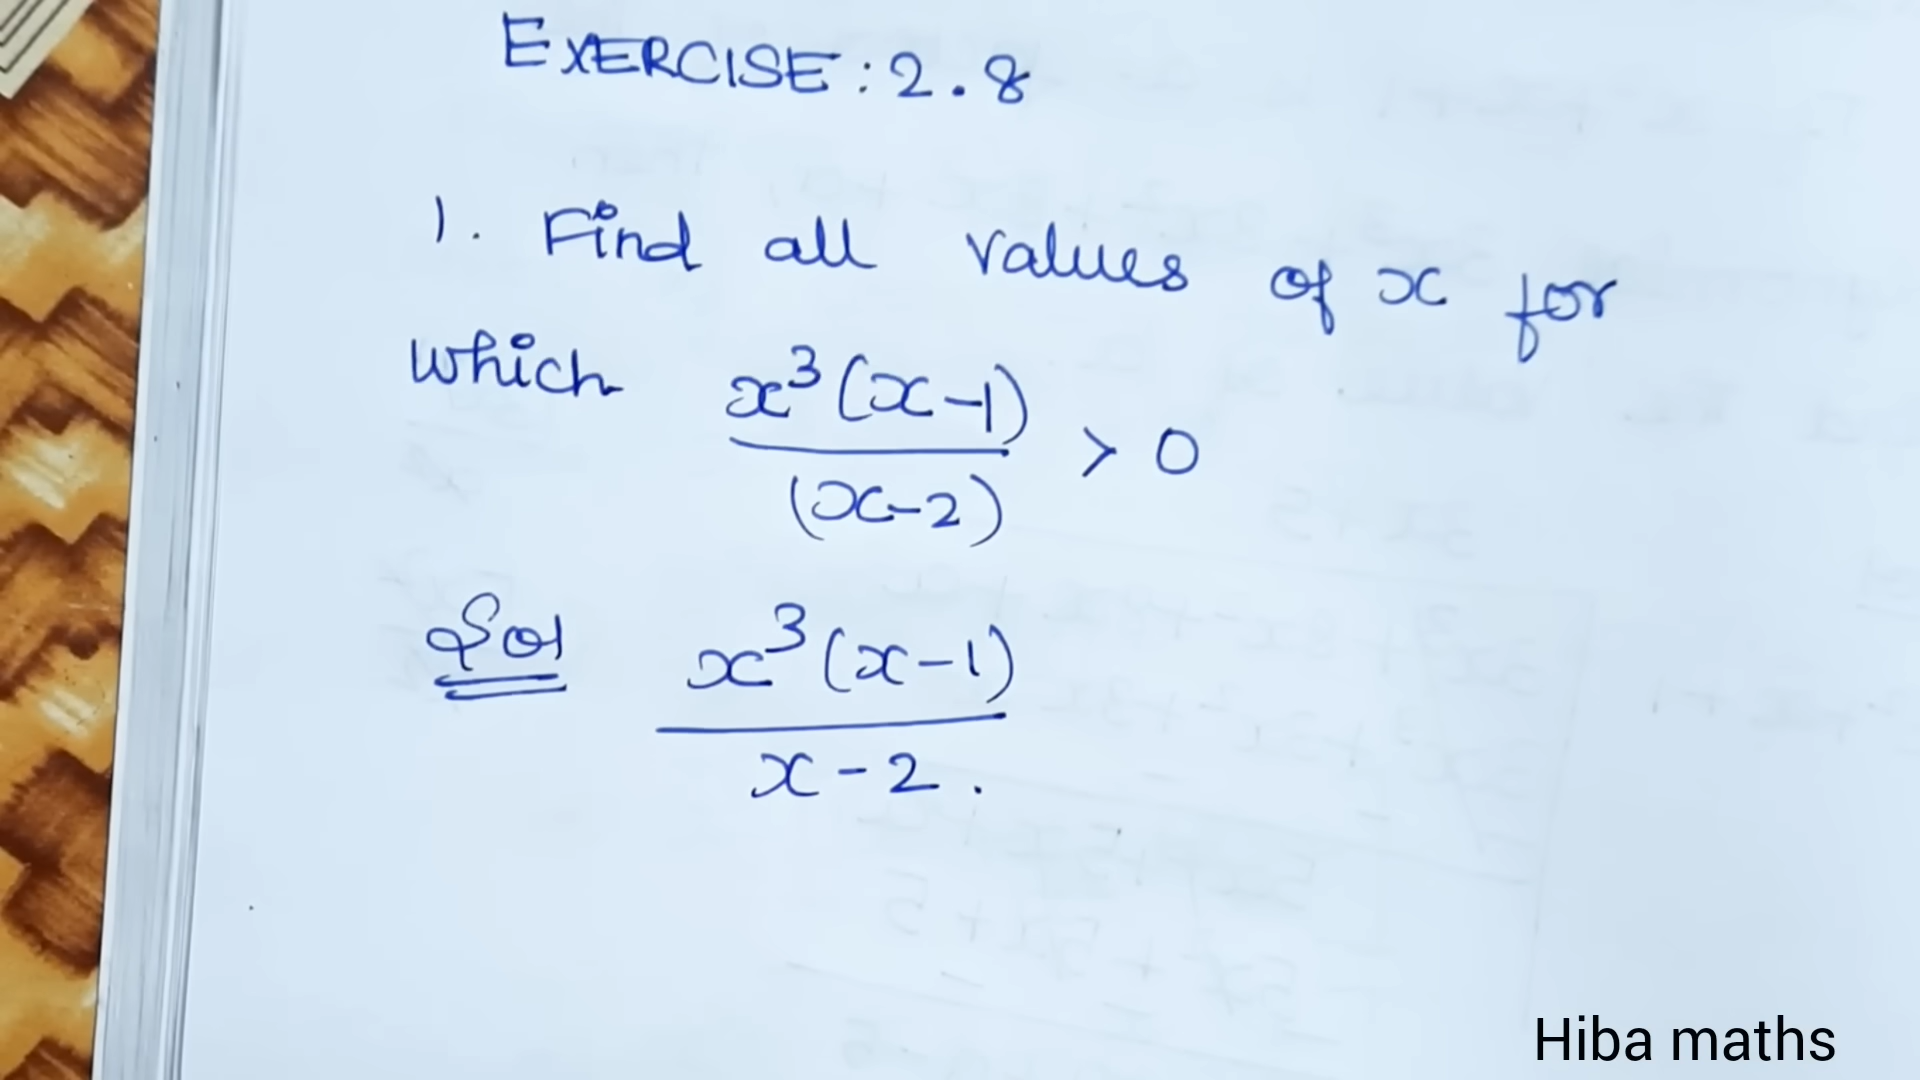 EXERCISE: 2.8
1. Find all values of x for
which x³(x-1)/(x-2) > 0
Sol x³(x-1)/x-2.
Hiba maths